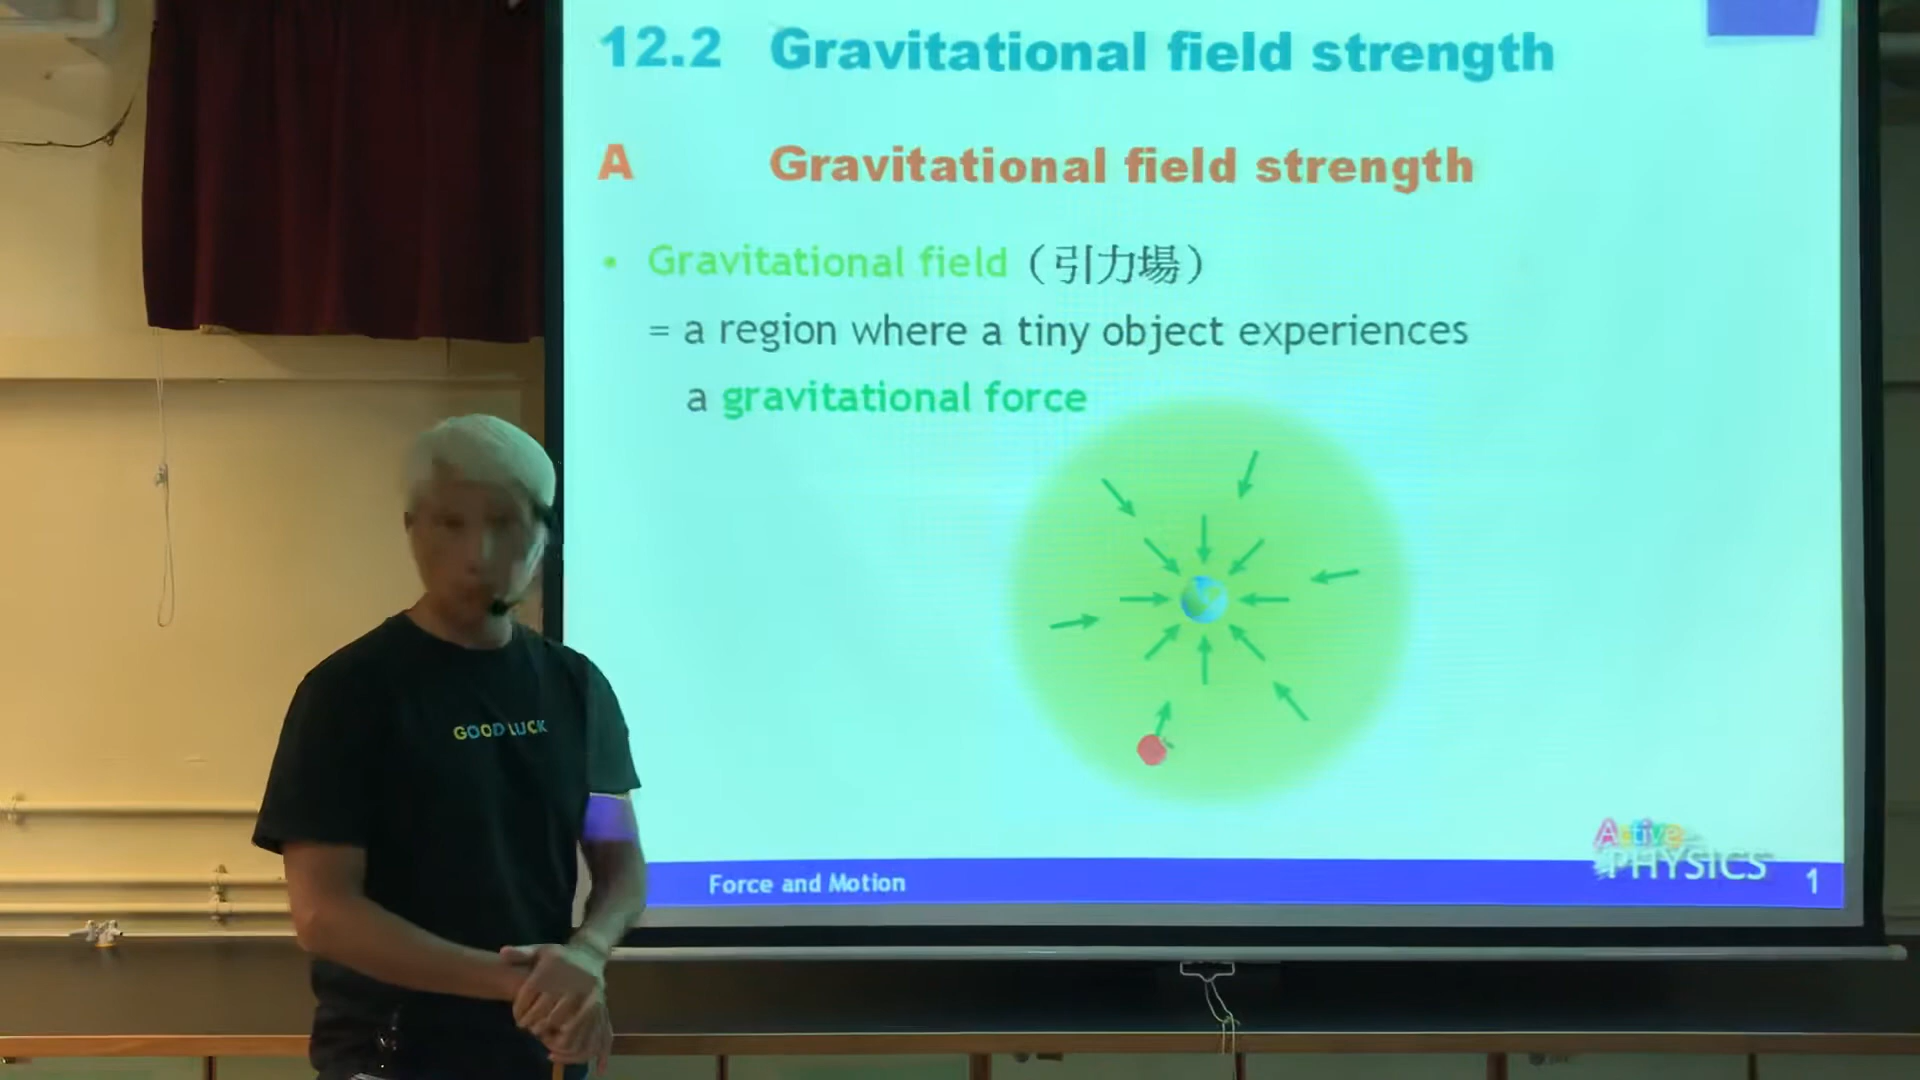 12.2 Gravitational field strength
A Gravitational field strength
• Gravitational field（引力場）
= a region where a tiny object experiences
a gravitational force
GOOD LUCK
Active
PHYSICS
Force and Motion
1